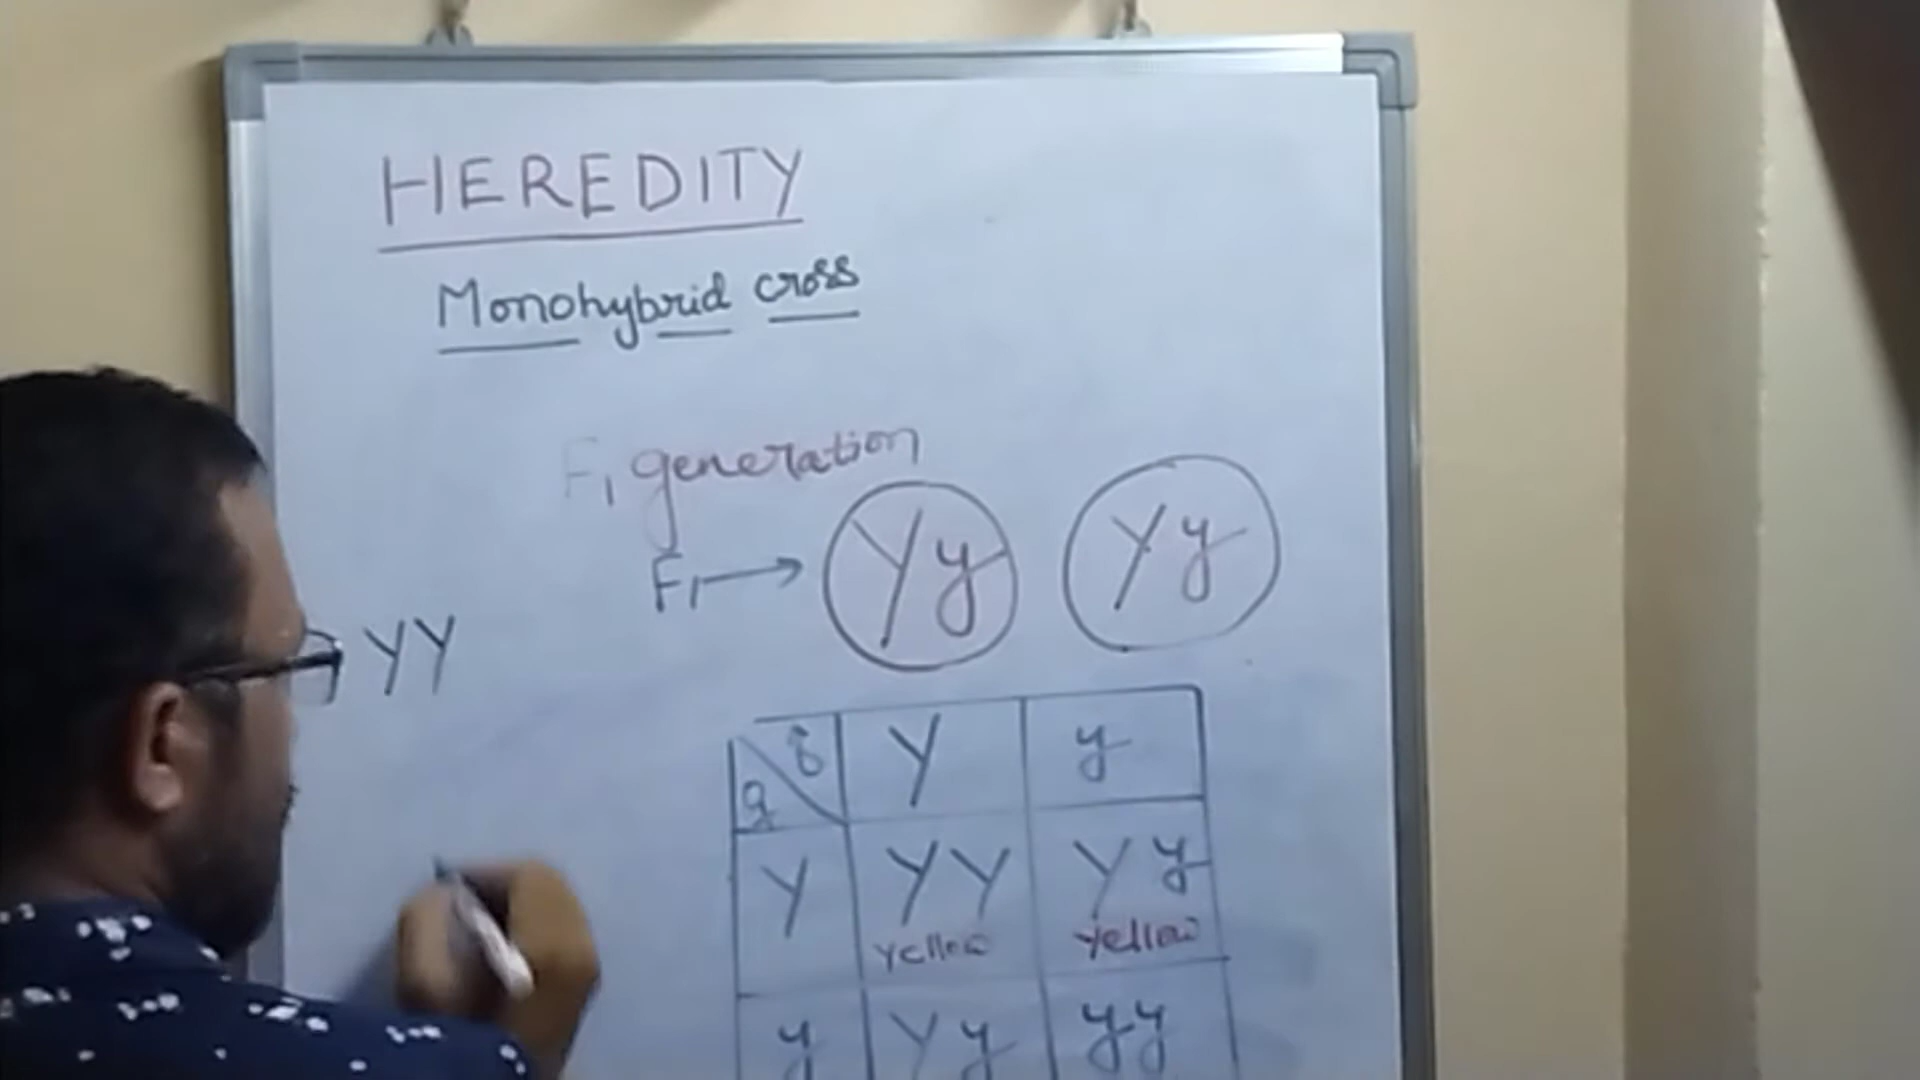 HEREDITY
Monohybrid cross
F1 generation
F1 → Yy Yy
YY
g g Y y
Y YY Yy
yellow yellow
y Yy yy